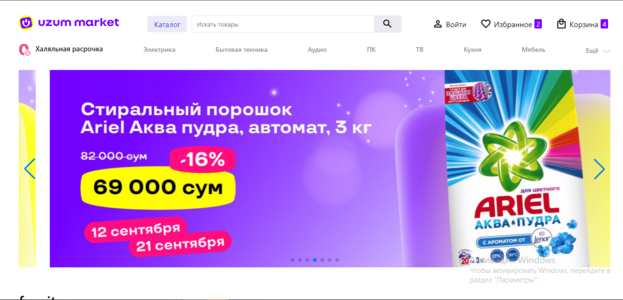 uzum market
Каталог
Искать товары
Войти
Избранное 2
Корзина 4
Халяльная расрочка
Электрика
Бытовая техника
Аудио
ПК
ТВ
Кухня
Мебель
Ещё
Стиральный порошок
Ariel Аква пудра, автомат, 3 кг
82 000 сум
-16%
69 000 сум
12 сентября
21 сентября
ДЛЯ ЦВЕТНОГО
ARIEL
АКВА•ПУДРА
С АРОМАТОМ ОТ Lenor
Windows
Чтобы активировать Windows, перейдите в
раздел "Параметры".